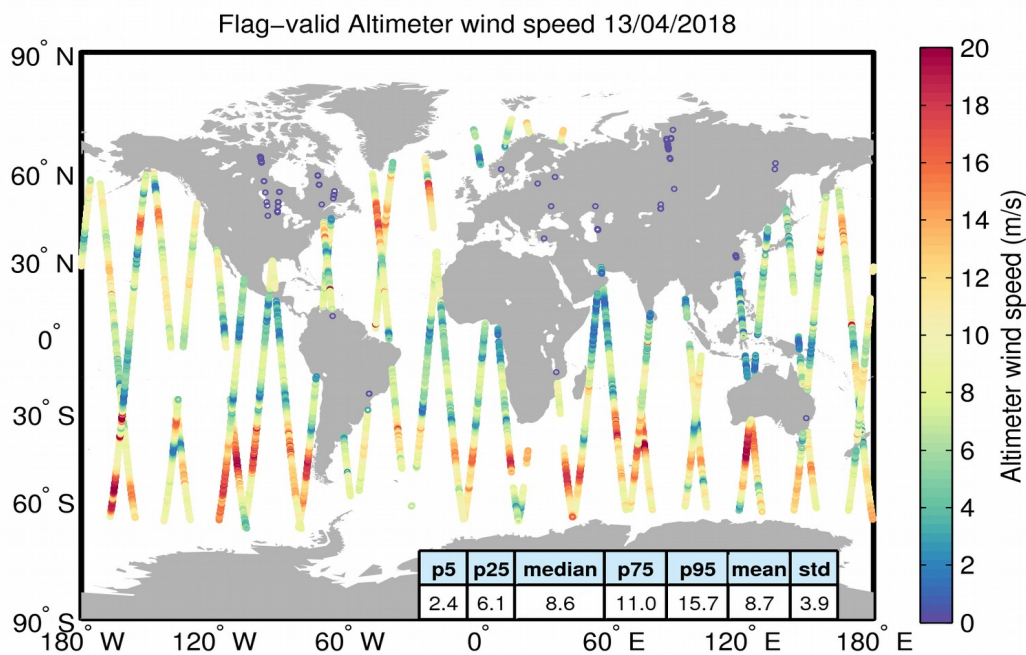 Flag−valid Altimeter wind speed 13/04/2018
90° N
60° N
30° N
0°
30° S
60° S
90° S
180° W
120° W
60° W
0°
60° E
120° E
180° E
p5 p25 median p75 p95 mean std
2.4 6.1 8.6 11.0 15.7 8.7 3.9
20
18
16
14
12
10
8
6
4
2
0
Altimeter wind speed (m/s)